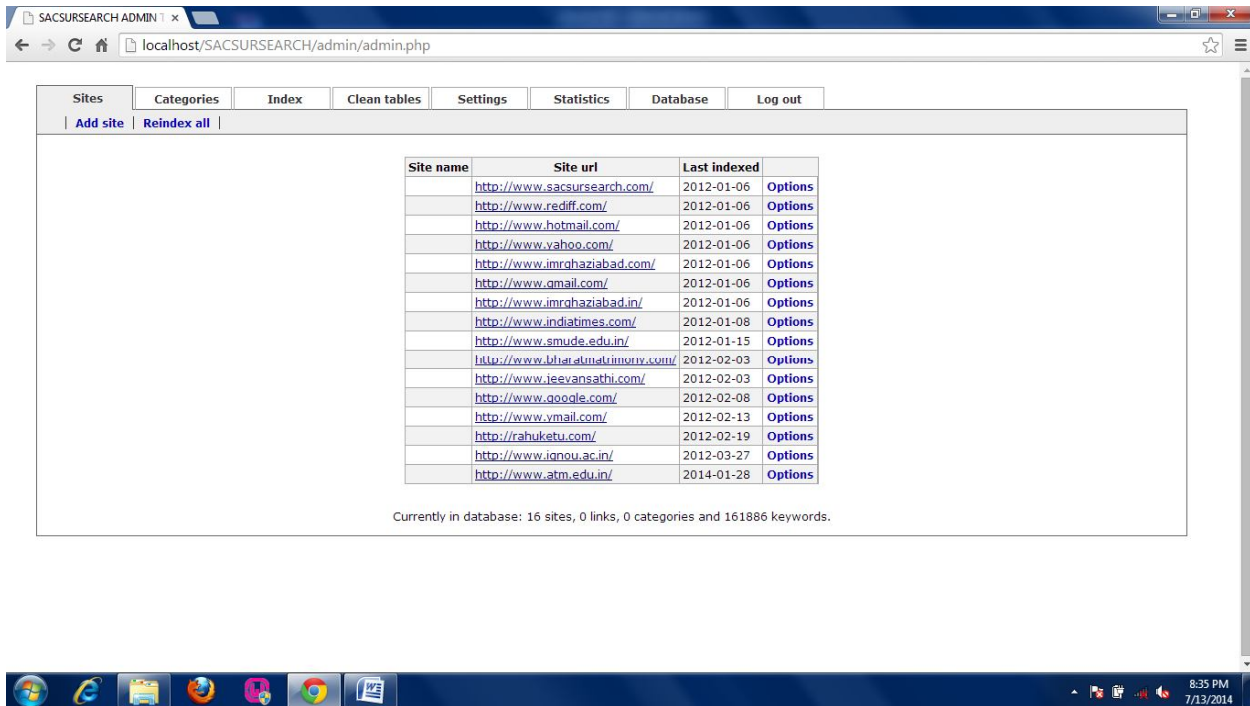 SACSURSEARCH ADMIN T
localhost/SACSURSEARCH/admin/admin.php
Sites Categories Index Clean tables Settings Statistics Database Log out
Add site Reindex all
Site name Site url Last indexed
http://www.sacsursearch.com/ 2012-01-06 Options
http://www.rediff.com/ 2012-01-06 Options
http://www.hotmail.com/ 2012-01-06 Options
http://www.yahoo.com/ 2012-01-06 Options
http://www.imrghaziabad.com/ 2012-01-06 Options
http://www.gmail.com/ 2012-01-06 Options
http://www.imrghaziabad.in/ 2012-01-06 Options
http://www.indiatimes.com/ 2012-01-08 Options
http://www.smude.edu.in/ 2012-01-15 Options
http://www.bharatmatrimony.com/ 2012-02-03 Options
http://www.jeevansathi.com/ 2012-02-03 Options
http://www.google.com/ 2012-02-08 Options
http://www.ymail.com/ 2012-02-13 Options
http://rahuketu.com/ 2012-02-19 Options
http://www.ignou.ac.in/ 2012-03-27 Options
http://www.atm.edu.in/ 2014-01-28 Options
Currently in database: 16 sites, 0 links, 0 categories and 161886 keywords.
8:35 PM
7/13/2014